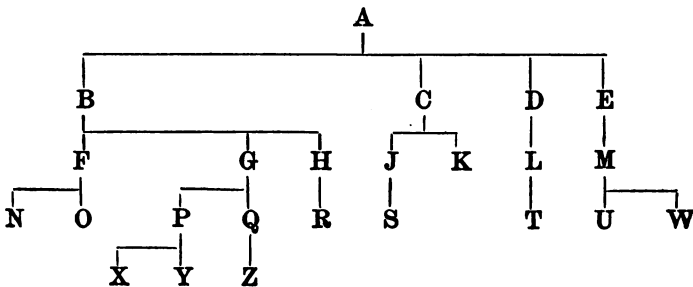 A
B C D E
F G H J K L M
N O P Q R S T U W
X Y Z